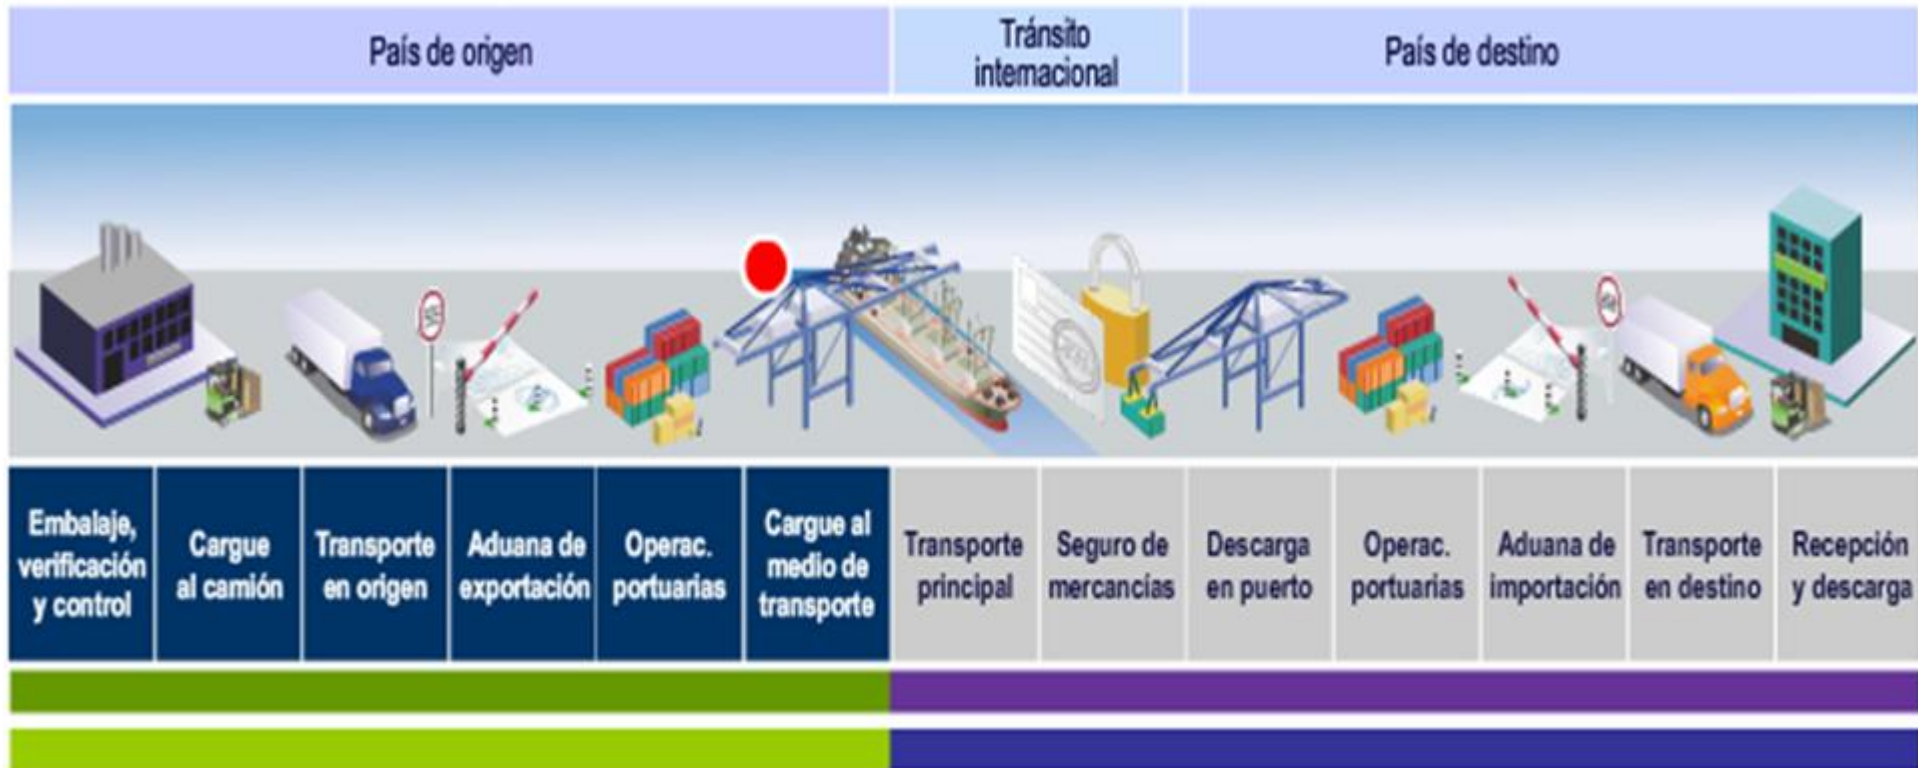 País de origen
Tránsito
internacional
País de destino
Embalaje,
verificación
y control
Cargue
al camión
Transporte
en origen
Aduana de
exportación
Operac.
portuarias
Cargue al
medio de
transporte
Transporte
principal
Seguro de
mercancías
Descarga
en puerto
Operac.
portuarias
Aduana de
importación
Transporte
en destino
Recepción
y descarga